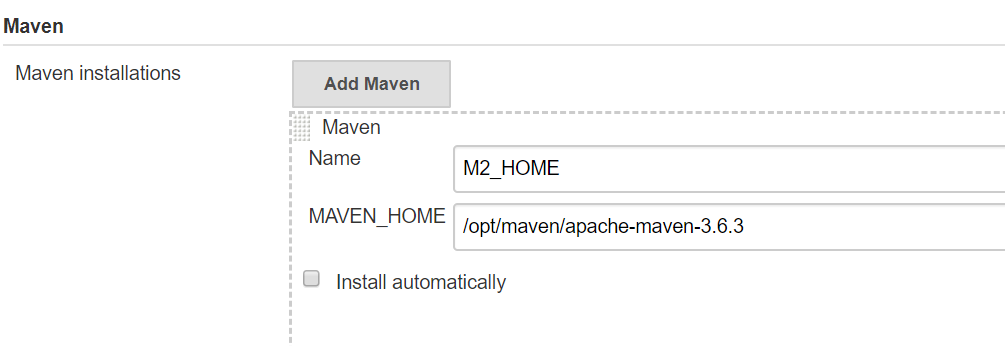 Maven
Maven installations
Add Maven
Maven
Name
M2_HOME
MAVEN_HOME
/opt/maven/apache-maven-3.6.3
Install automatically